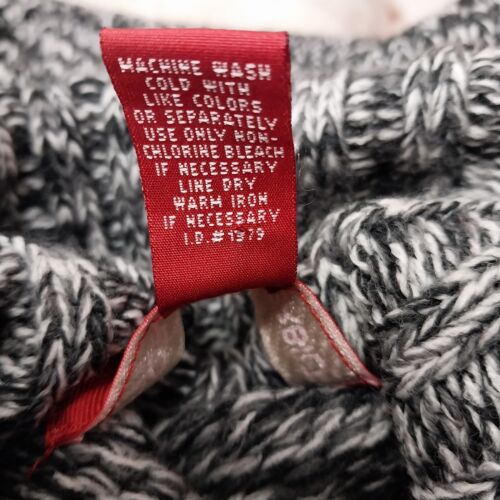 MACHINE WASH
COLD WITH
LIKE COLORS
OR SEPARATELY
USE ONLY NON-
CHLORINE BLEACH
IF NECESSARY
LINE DRY
WARM IRON
IF NECESSARY
I.D.#1379